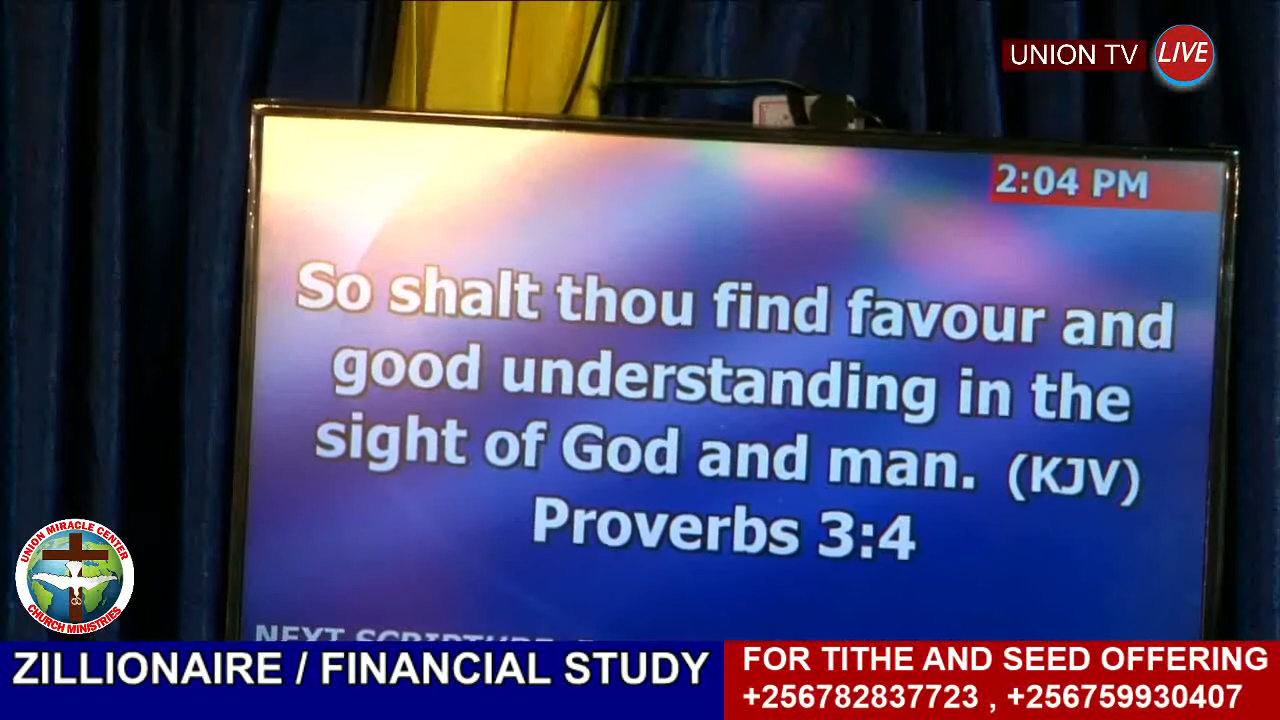 UNION TV LIVE
2:04 PM
So shalt thou find favour and
good understanding in the
sight of God and man. (KJV)
Proverbs 3:4
NEXT SCRIPTURE
UNION MIRACLE CENTER
CHURCH MINISTRIES
ZILLIONAIRE / FINANCIAL STUDY
FOR TITHE AND SEED OFFERING
+256782837723 , +256759930407